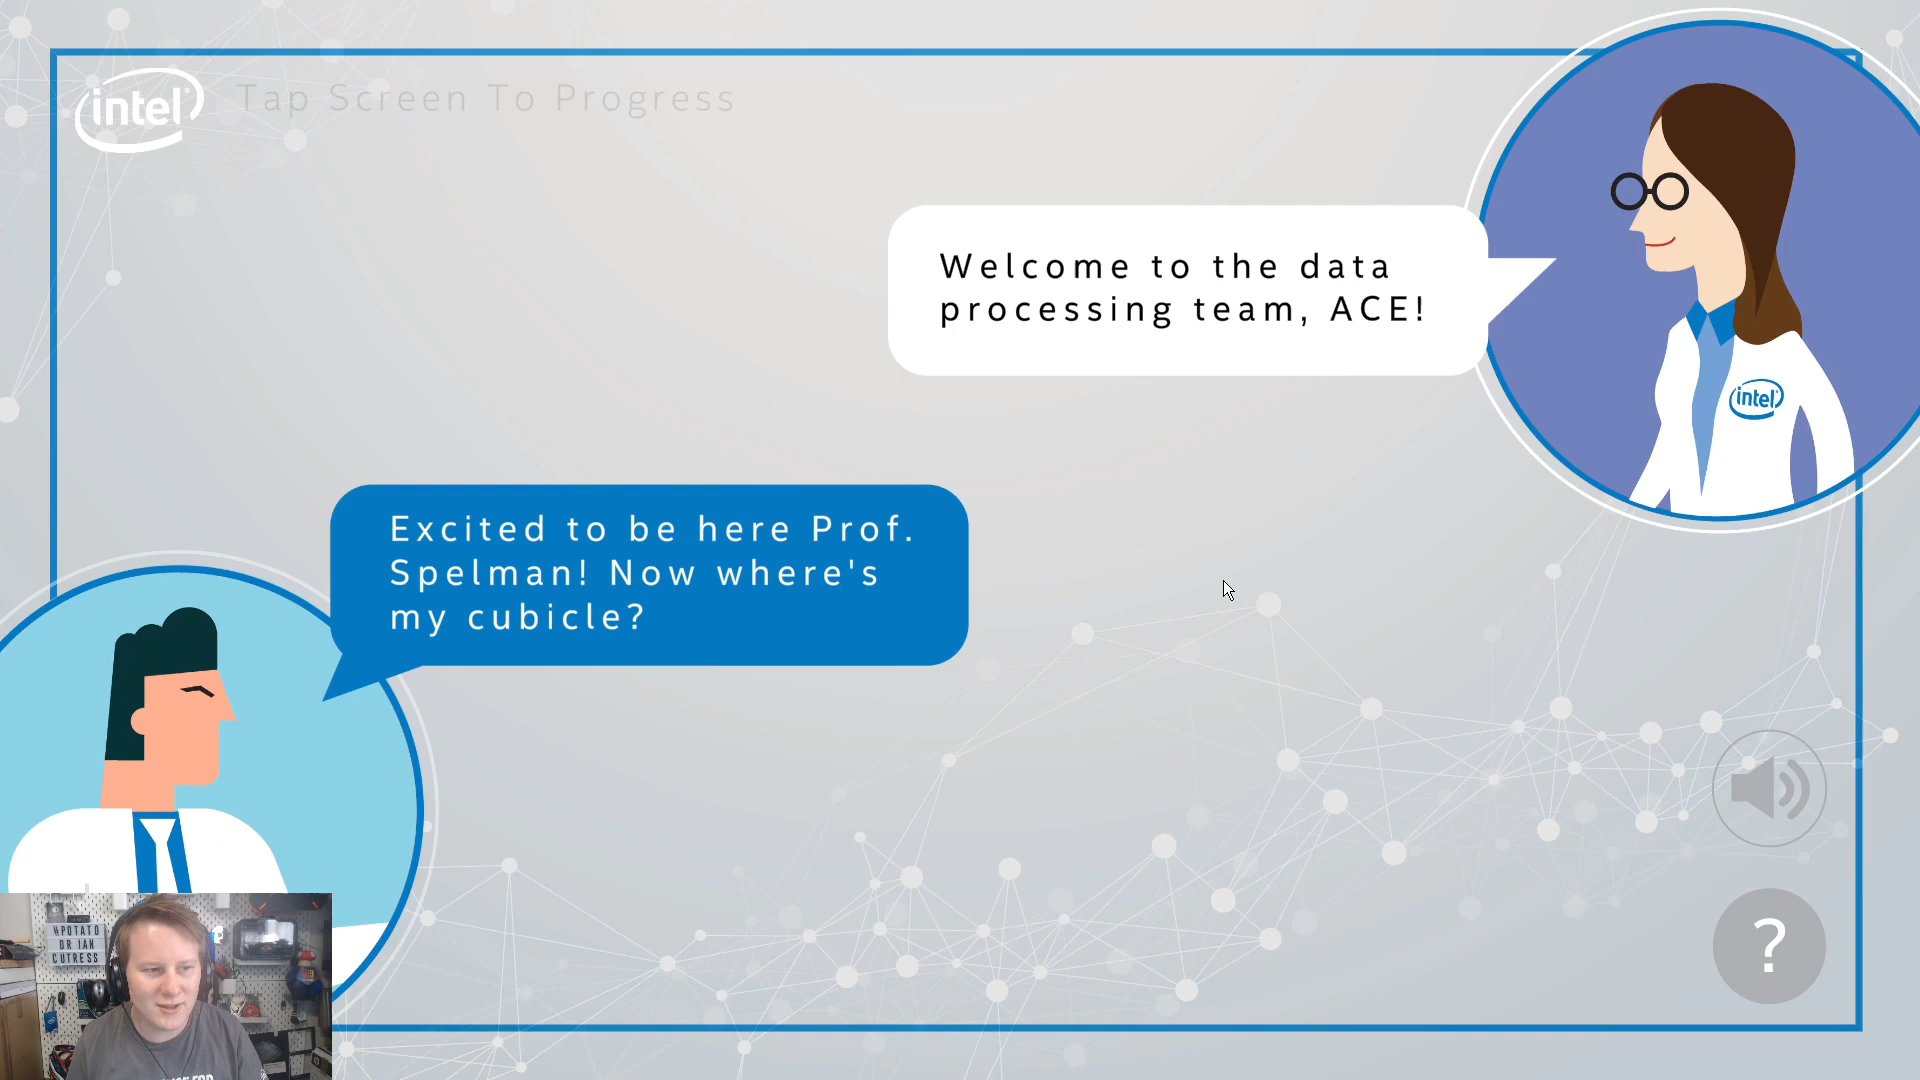 intel
Tap Screen To Progress
Welcome to the data
processing team, ACE!
intel
Excited to be here Prof.
Spelman! Now where's
my cubicle?
?
#POTATO
DR IAN
CUTRESS